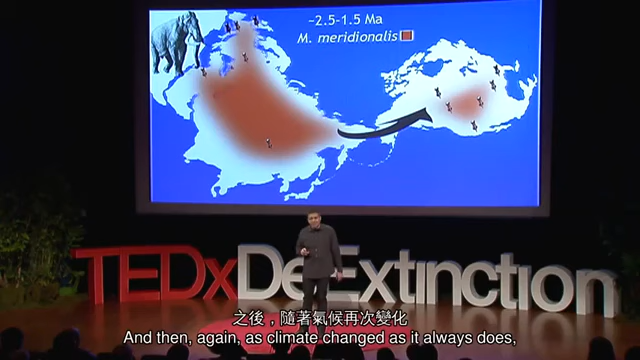 ~2.5-1.5 Ma
M. meridionalis
TEDxDeExtinction
之後，隨著氣候再次變化
And then, again, as climate changed as it always does,